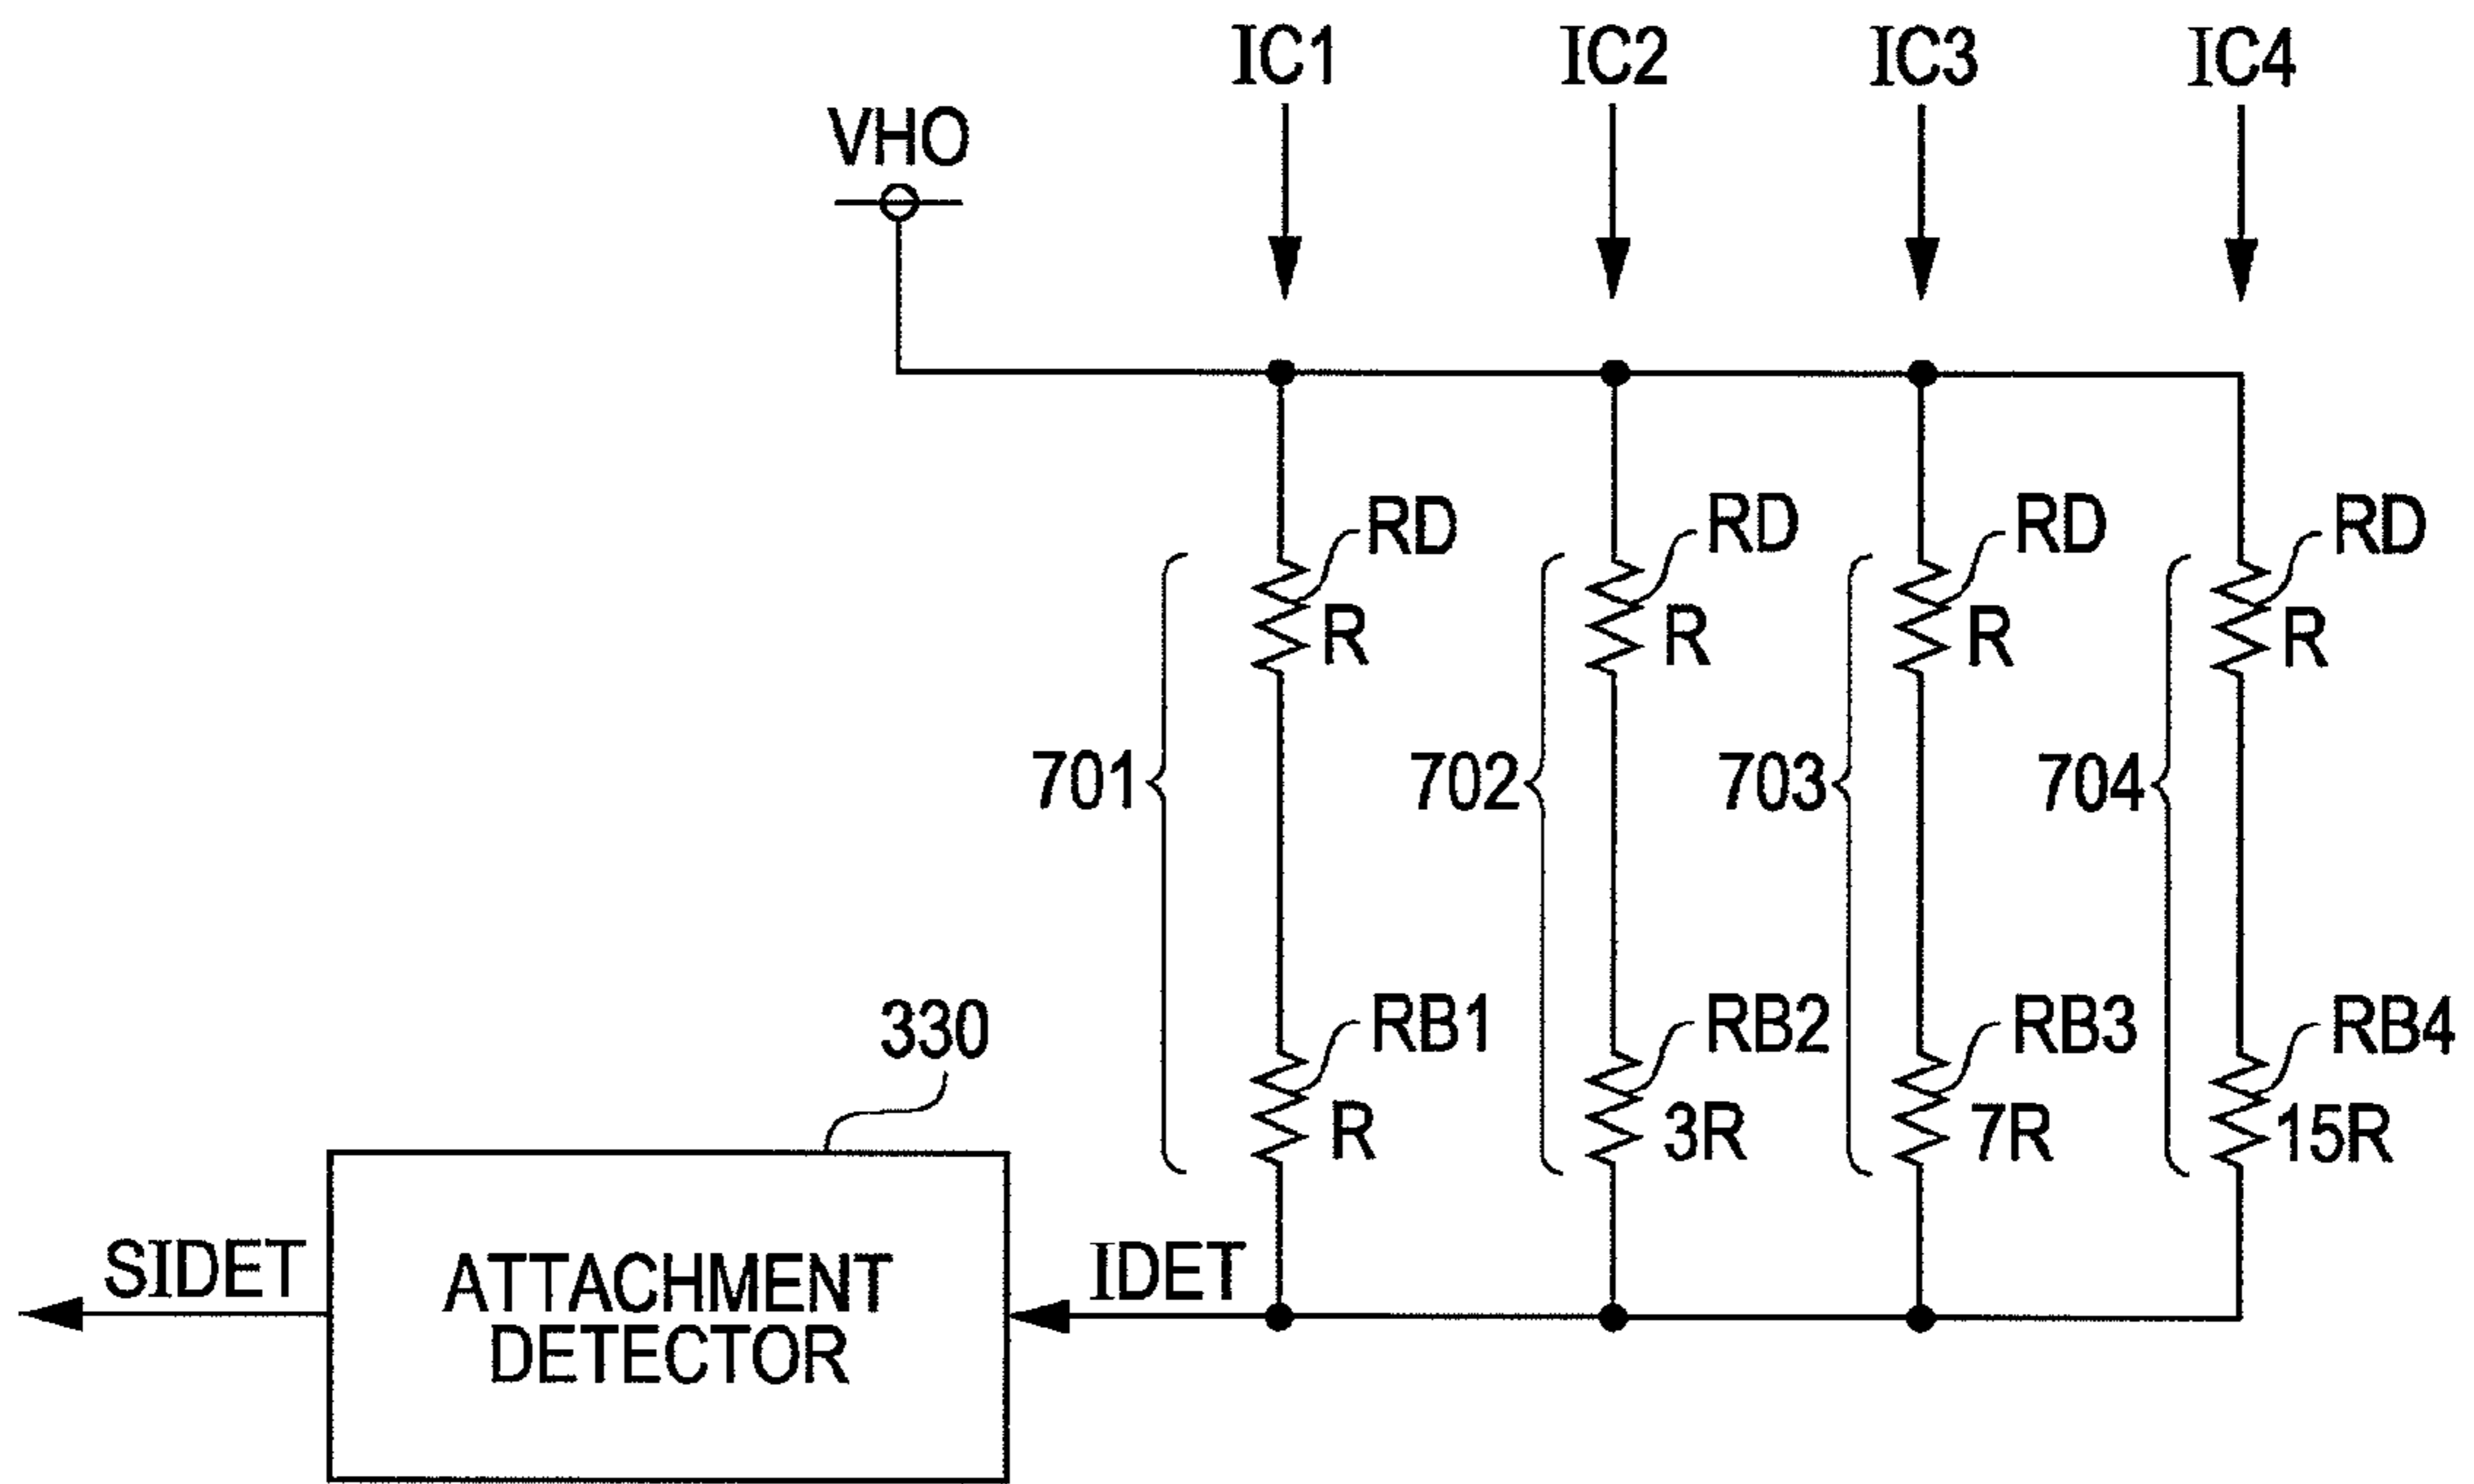 IC1 IC2 IC3 IC4
VHO
RD RD RD RD
R R R R
701 702 703 704
330 RB1 RB2 RB3 RB4
R 3R 7R 15R
SIDET IDET
ATTACHMENT
DETECTOR